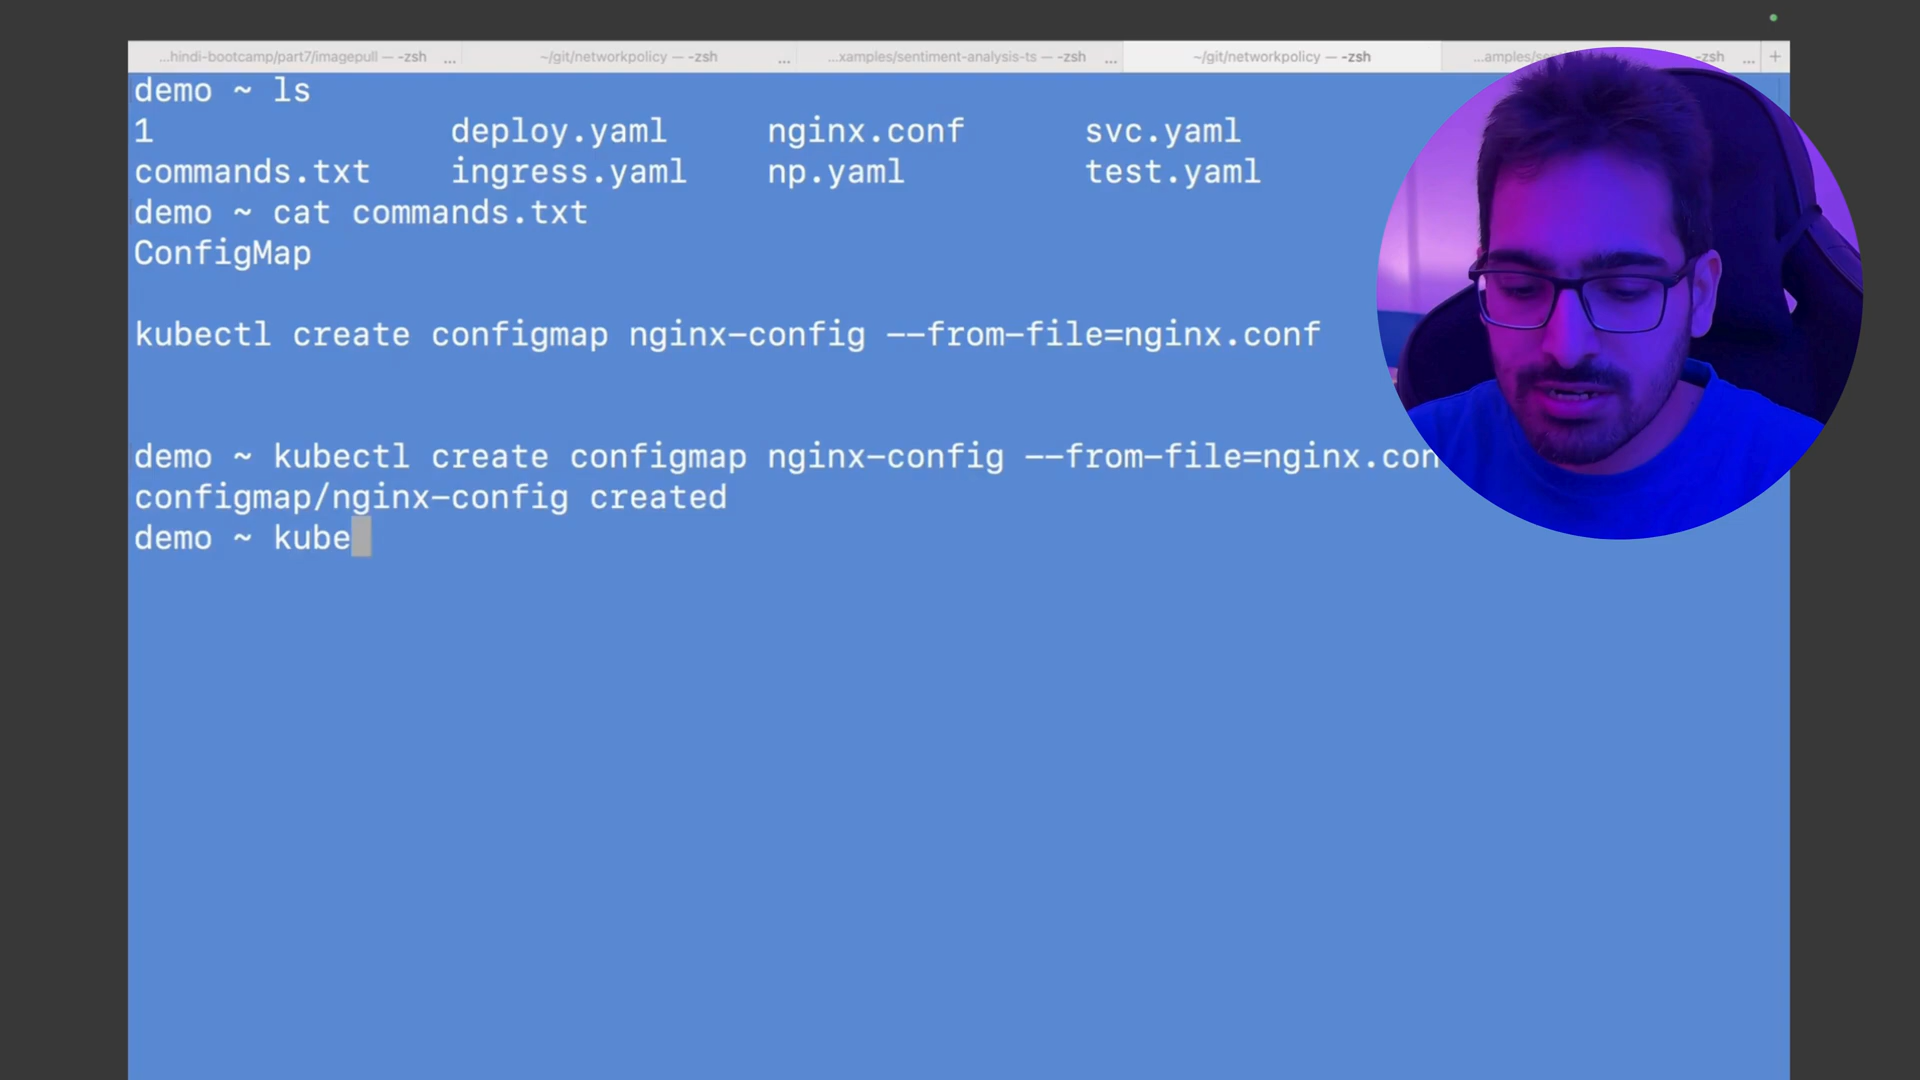 ...hindi-bootcamp/part7/imagepull — -zsh ... ~/git/networkpolicy — -zsh ... ...xamples/sentiment-analysis-ts — -zsh ... ~/git/networkpolicy — -zsh -zsh ... +
demo ~ ls
1 deploy.yaml nginx.conf svc.yaml
commands.txt ingress.yaml np.yaml test.yaml
demo ~ cat commands.txt
ConfigMap
kubectl create configmap nginx-config --from-file=nginx.conf
demo ~ kubectl create configmap nginx-config --from-file=nginx.con
configmap/nginx-config created
demo ~ kube